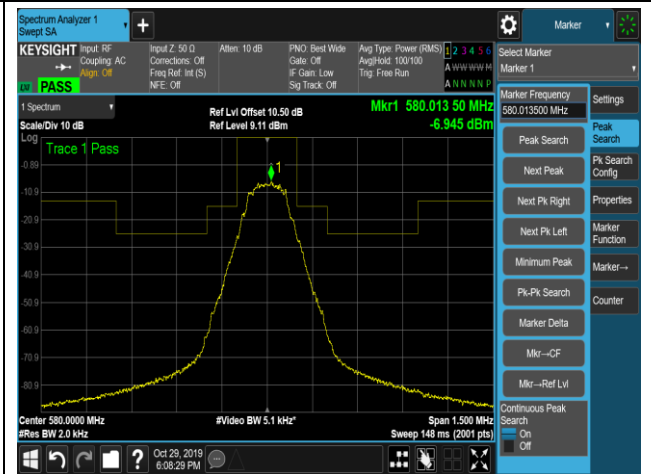 Spectrum Analyzer 1
Swept SA
Marker
KEYSIGHT
Input: RF
Coupling: AC
Align: Off
PASS
Input Z: 50 Ω
Corrections: Off
Freq Ref: Int (S)
NFE: Off
Atten: 10 dB
PNO: Best Wide
Gate: Off
IF Gain: Low
Sig Track: Off
Avg Type: Power (RMS)
Avg|Hold: 100/100
Trig: Free Run
1 2 3 4 5 6
A W W W W M
A N N N N P
Select Marker
Marker 1
1 Spectrum
Scale/Div 10 dB
Ref Lvl Offset 10.50 dB
Ref Level 9.11 dBm
Mkr1 580.013 50 MHz
-6.945 dBm
Log
Trace 1 Pass
1
-0.89
-10.9
-20.9
-30.9
-40.9
-50.9
-60.9
-70.9
-80.9
Center 580.0000 MHz
#Res BW 2.0 kHz
#Video BW 5.1 kHz*
Span 1.500 MHz
Sweep 148 ms (2001 pts)
Marker Frequency
580.013500 MHz
Peak Search
Next Peak
Next Pk Right
Next Pk Left
Minimum Peak
Pk-Pk Search
Marker Delta
Mkr→CF
Mkr→Ref Lvl
Continuous Peak
Search
On
Off
Settings
Peak
Search
Pk Search
Config
Properties
Marker
Function
Marker→
Counter
Oct 29, 2019
6:08:29 PM